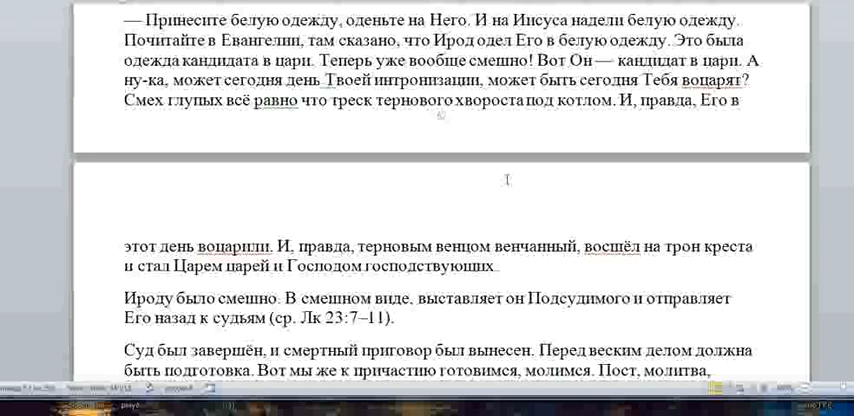 — Принесите белую одежду, оденьте на Него. И на Иисуса надели белую одежду.
Почитайте в Евангелии, там сказано, что Ирод одел Его в белую одежду. Это была
одежда кандидата в цари. Теперь уже вообще смешно! Вот Он — кандидат в цари. А
ну-ка, может сегодня день Твоей интронизации, может быть сегодня Тебя воцарят?
Смех глупых всё равно что треск тернового хвороста под котлом. И, правда, Его в
этот день воцарили. И, правда, терновым венцом венчанный, восшёл на трон креста
и стал Царем царей и Господом господствующих.
Ироду было смешно. В смешном виде, выставляет он Подсудимого и отправляет
Его назад к судьям (ср. Лк 23:7–11).
Суд был завершён, и смертный приговор был вынесен. Перед веским делом должна
быть подготовка. Вот мы же к причастию готовимся, молимся. Пост, молитва,